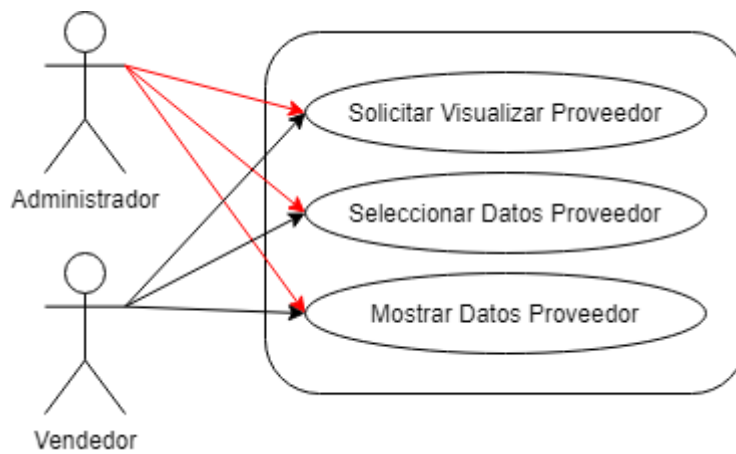 Solicitar Visualizar Proveedor
Administrador
Seleccionar Datos Proveedor
Mostrar Datos Proveedor
Vendedor